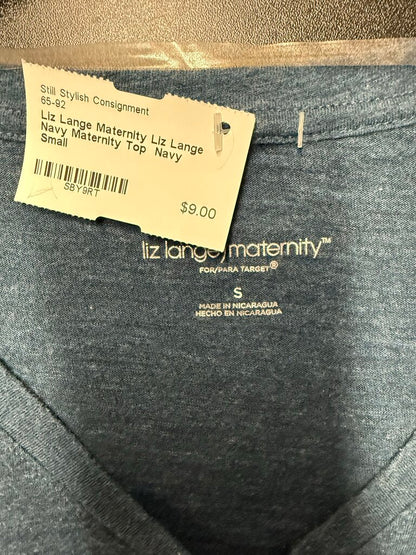 Still Stylish Consignment
65-92
Liz Lange Maternity Liz Lange
Navy Maternity Top Navy
Small
SBY9RT
$9.00
liz lange maternity™
FOR/PARA TARGET®
S
MADE IN NICARAGUA
HECHO EN NICARAGUA